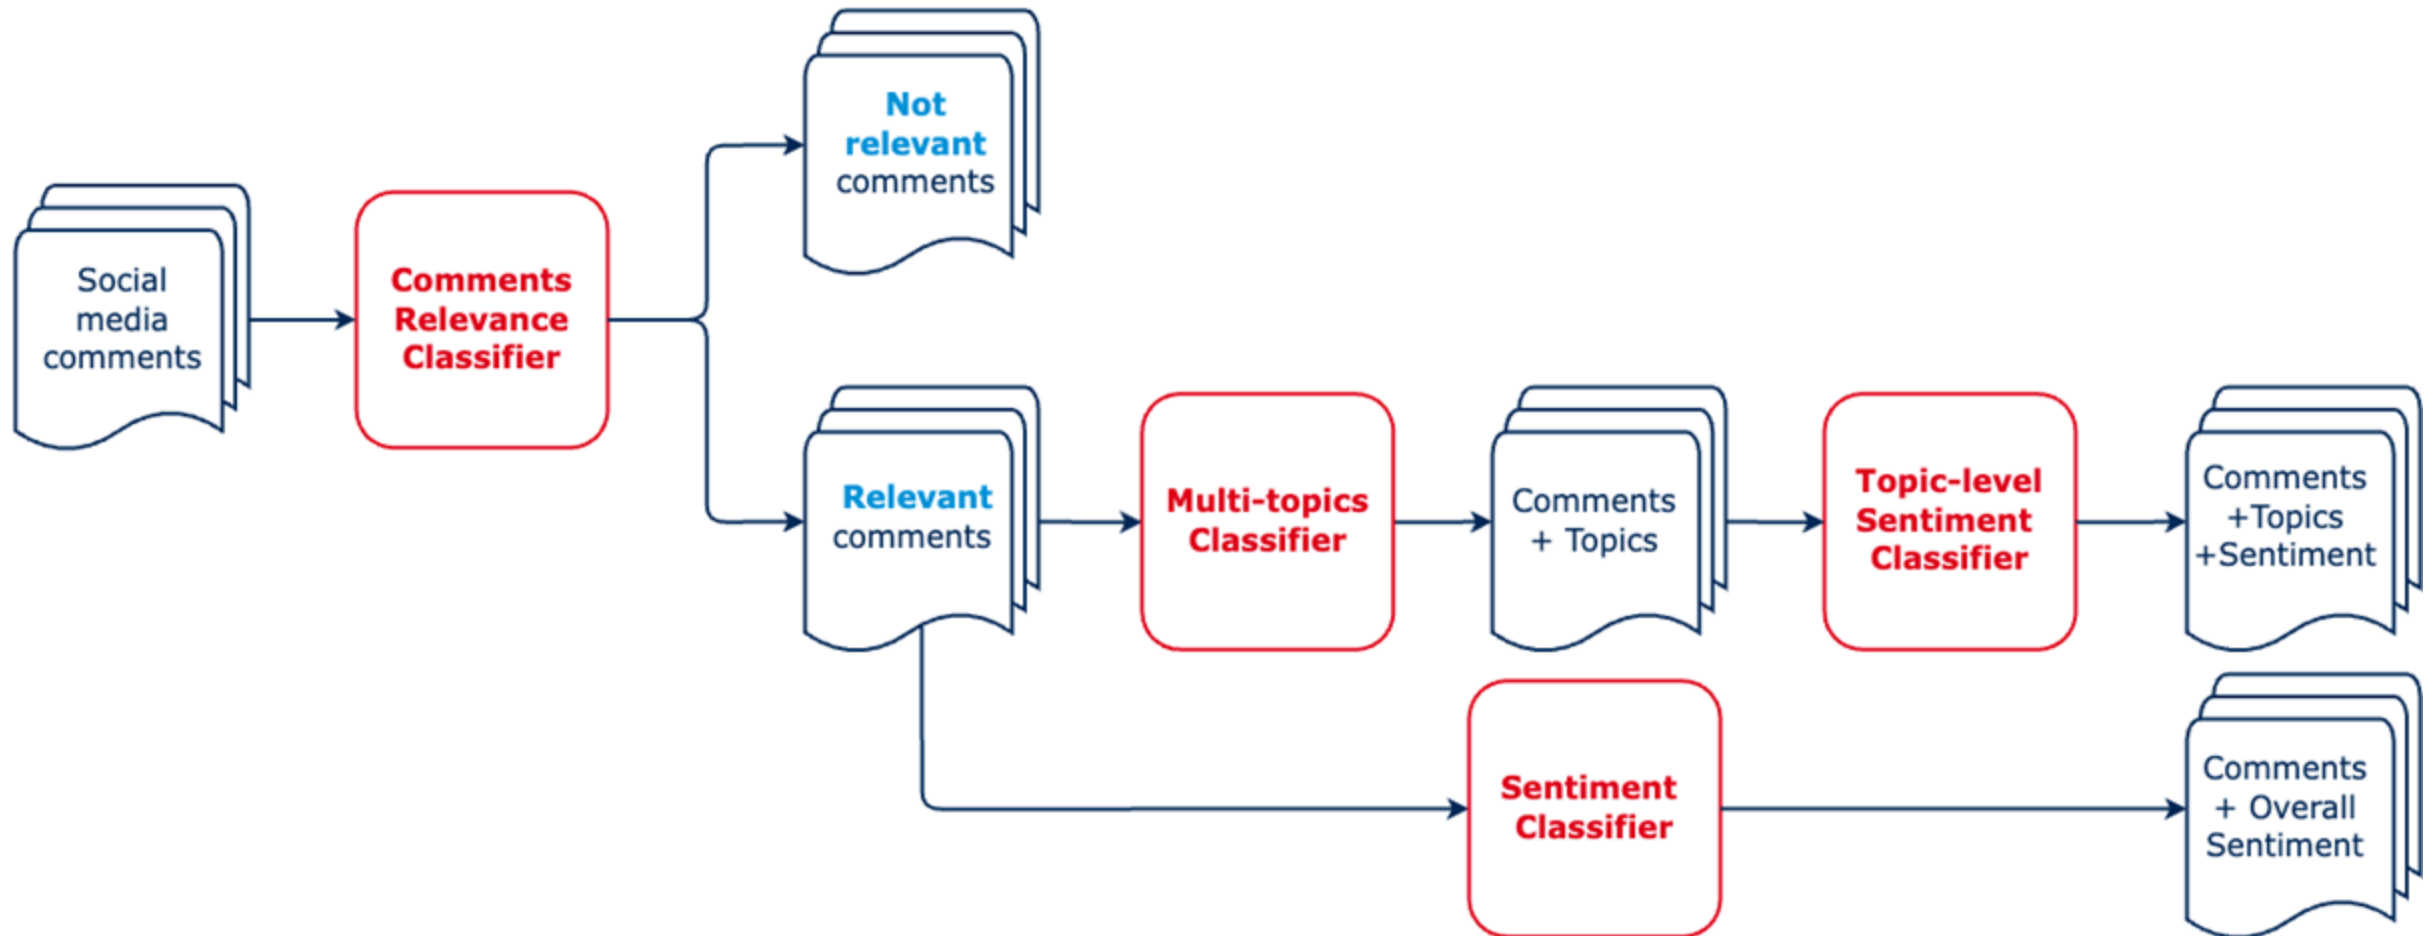 Not
relevant
comments
Social
media
comments
Comments
Relevance
Classifier
Relevant
comments
Multi-topics
Classifier
Comments
+ Topics
Topic-level
Sentiment
Classifier
Comments
+Topics
+Sentiment
Sentiment
Classifier
Comments
+ Overall
Sentiment